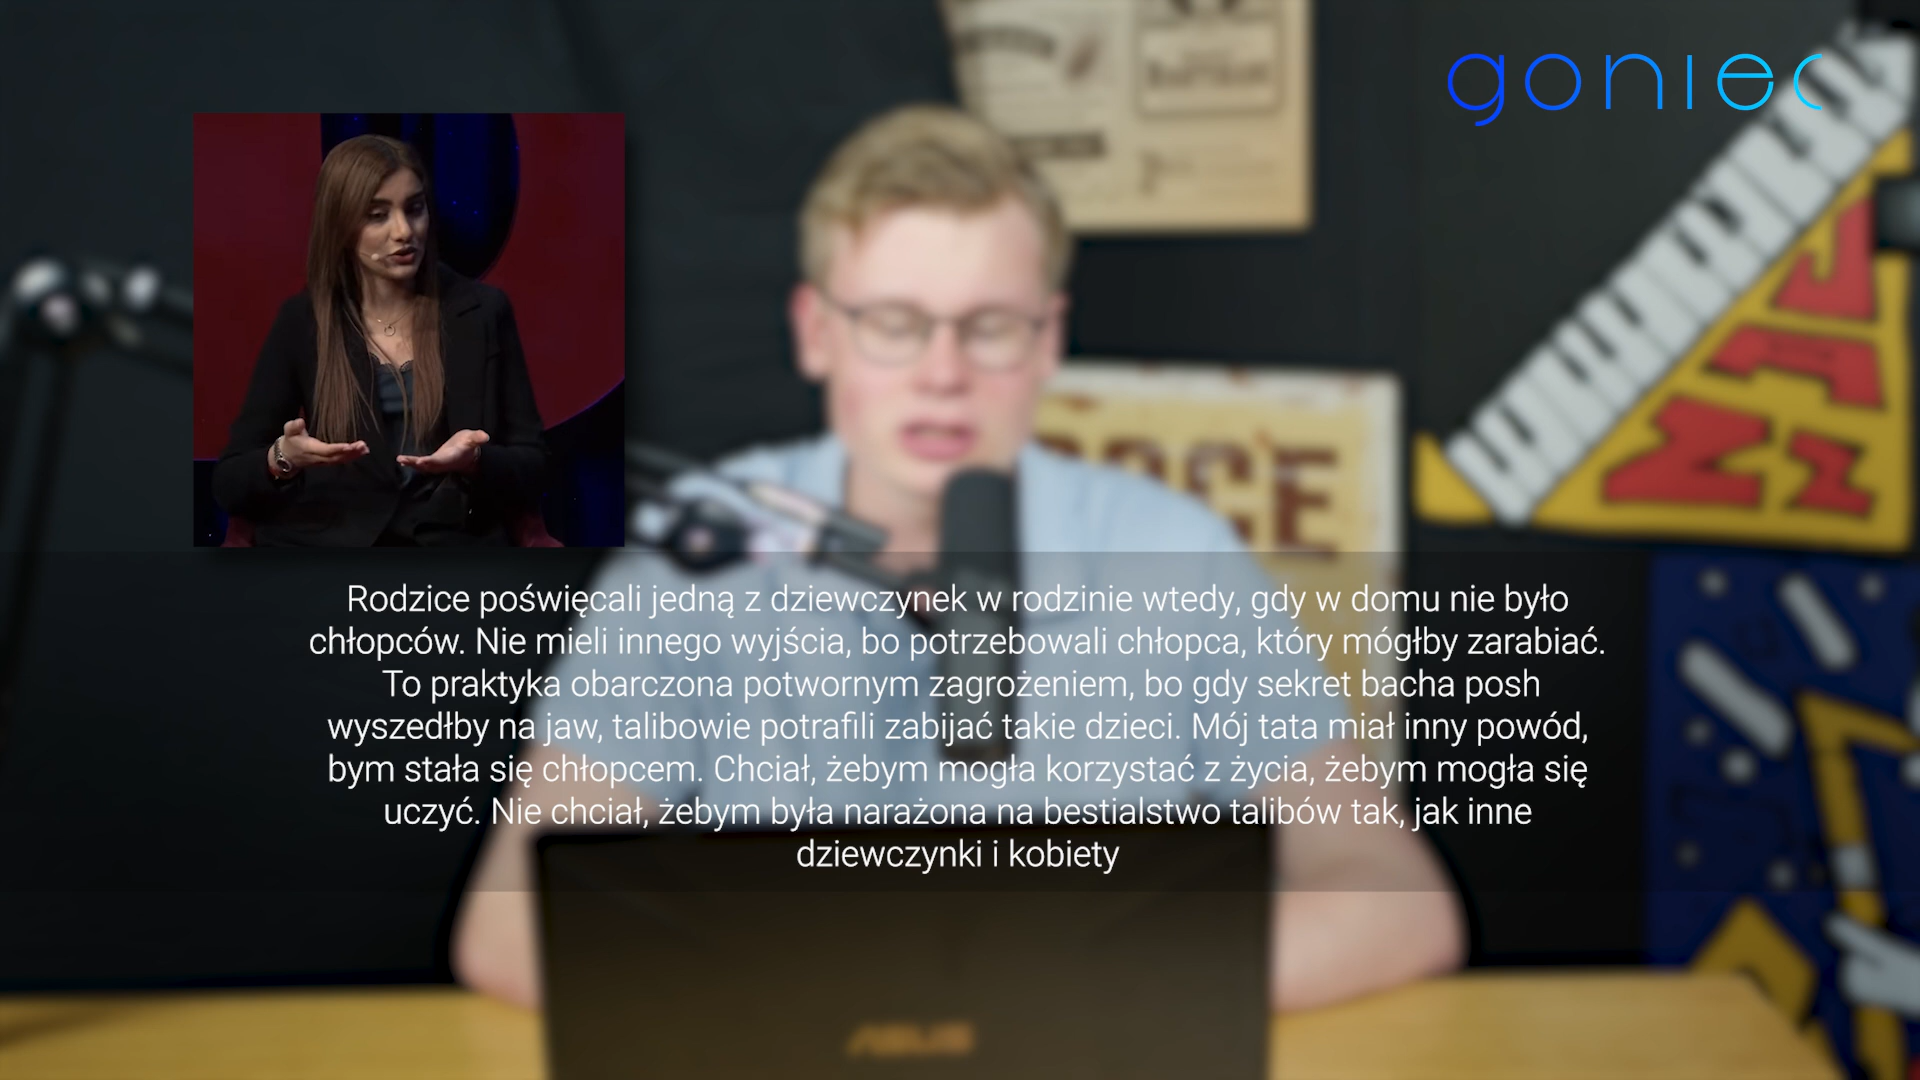 goniec
Rodzice poświęcali jedną z dziewczynek w rodzinie wtedy, gdy w domu nie było
chłopców. Nie mieli innego wyjścia, bo potrzebowali chłopca, który mógłby zarabiać.
To praktyka obarczona potwornym zagrożeniem, bo gdy sekret bacha posh
wyszedłby na jaw, talibowie potrafili zabijać takie dzieci. Mój tata miał inny powód,
bym stała się chłopcem. Chciał, żebym mogła korzystać z życia, żebym mogła się
uczyć. Nie chciał, żebym była narażona na bestialstwo talibów tak, jak inne
dziewczynki i kobiety
ASUS